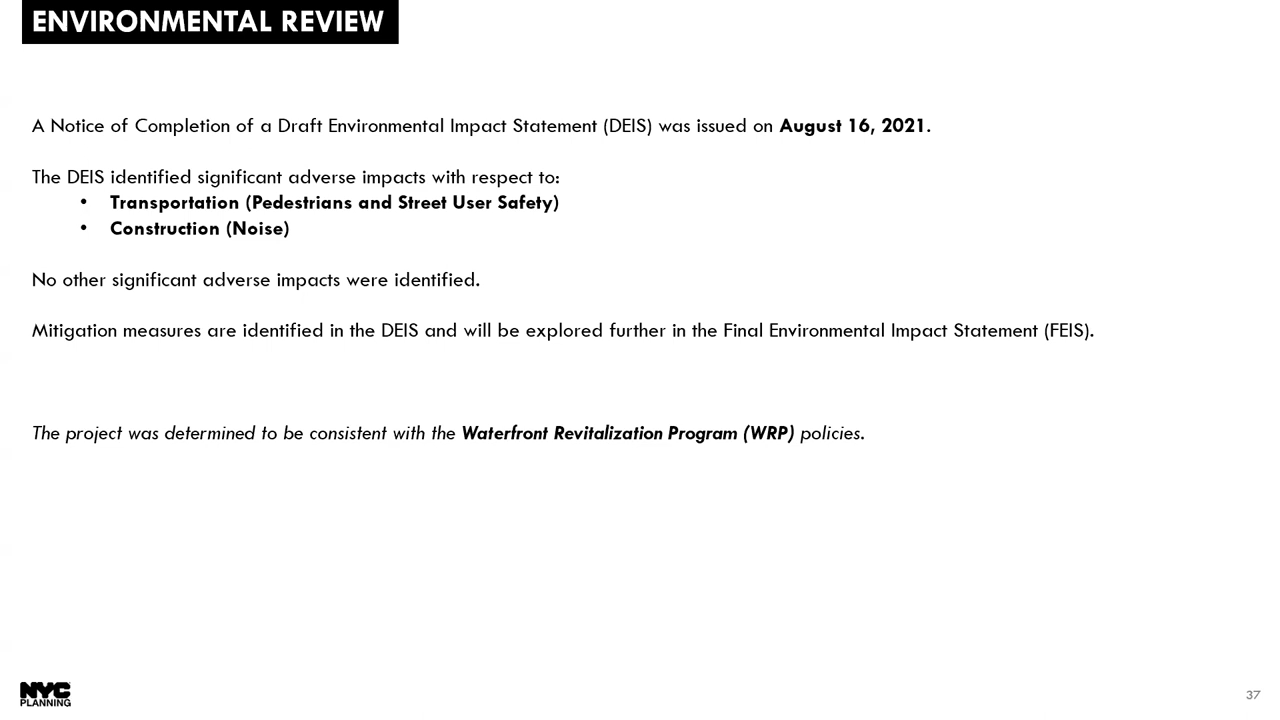 ENVIRONMENTAL REVIEW
A Notice of Completion of a Draft Environmental Impact Statement (DEIS) was issued on August 16, 2021.
The DEIS identified significant adverse impacts with respect to:
• Transportation (Pedestrians and Street User Safety)
• Construction (Noise)
No other significant adverse impacts were identified.
Mitigation measures are identified in the DEIS and will be explored further in the Final Environmental Impact Statement (FEIS).
The project was determined to be consistent with the Waterfront Revitalization Program (WRP) policies.
NYC
PLANNING
37